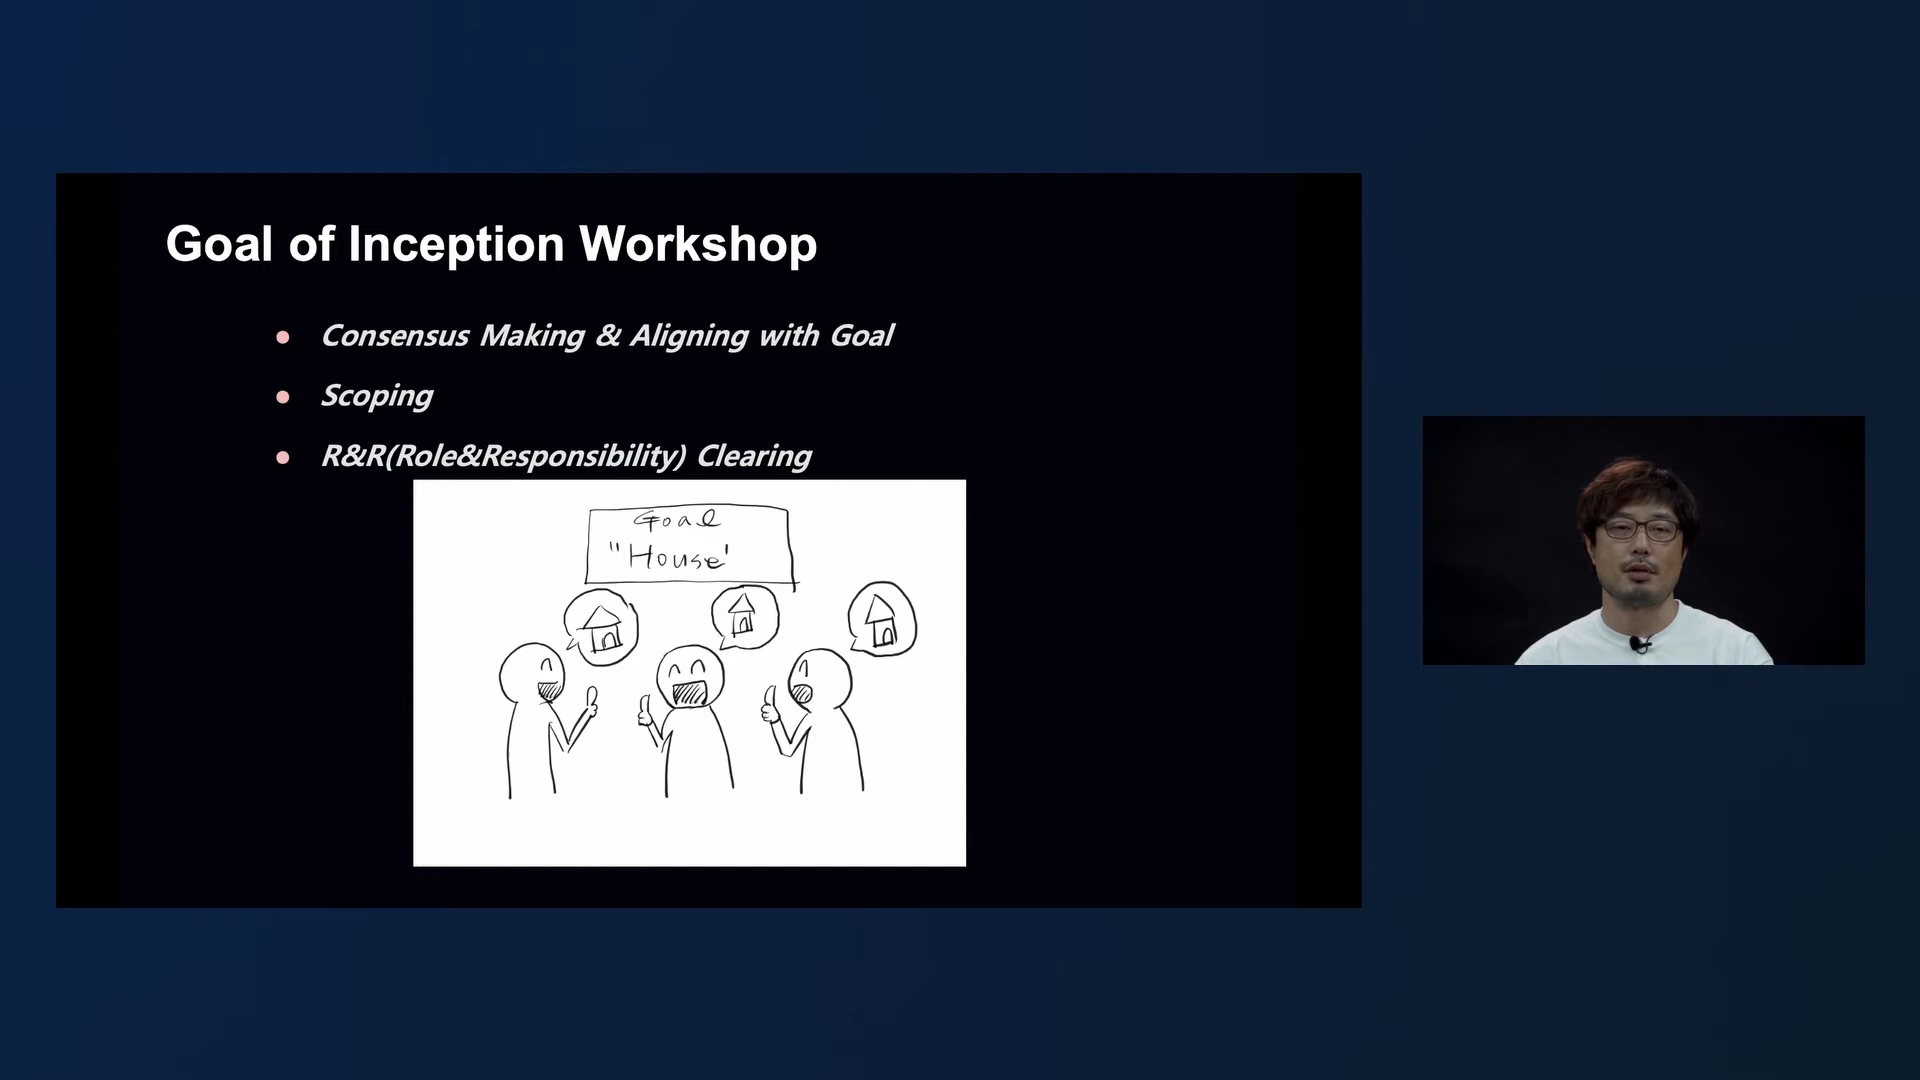 Goal of Inception Workshop
Consensus Making & Aligning with Goal
Scoping
R&R(Role&Responsibility) Clearing
Goal
"House'